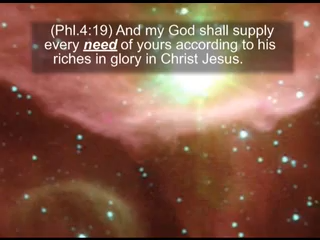 (Phl.4:19) And my God shall supply
every need of yours according to his
riches in glory in Christ Jesus.